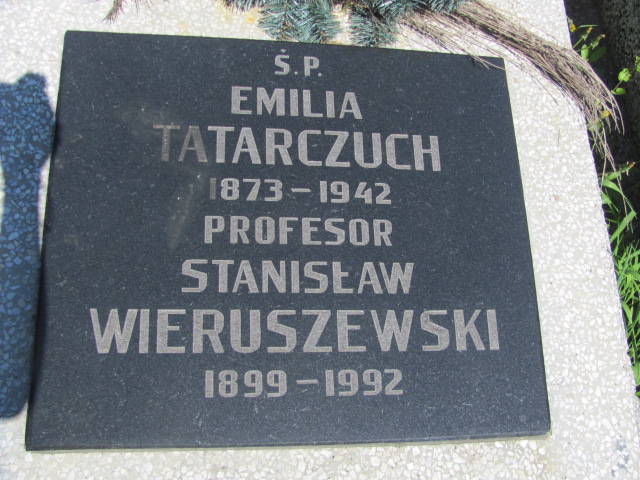 Ś.P.
EMILIA
TATARCZUCH
1873 – 1942
PROFESOR
STANISŁAW
WIERUSZEWSKI
1899 – 1992